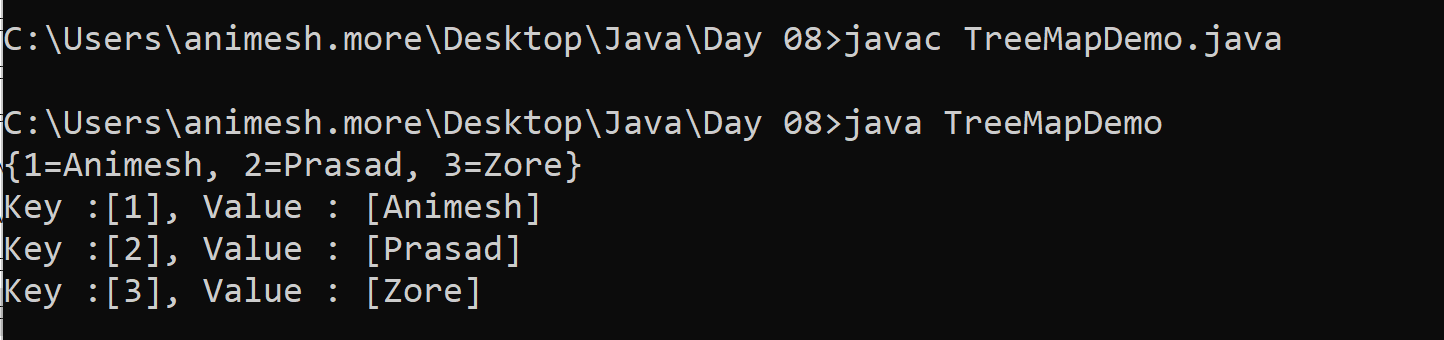 C:\Users\animesh.more\Desktop\Java\Day 08>javac TreeMapDemo.java
C:\Users\animesh.more\Desktop\Java\Day 08>java TreeMapDemo
{1=Animesh, 2=Prasad, 3=Zore}
Key :[1], Value : [Animesh]
Key :[2], Value : [Prasad]
Key :[3], Value : [Zore]